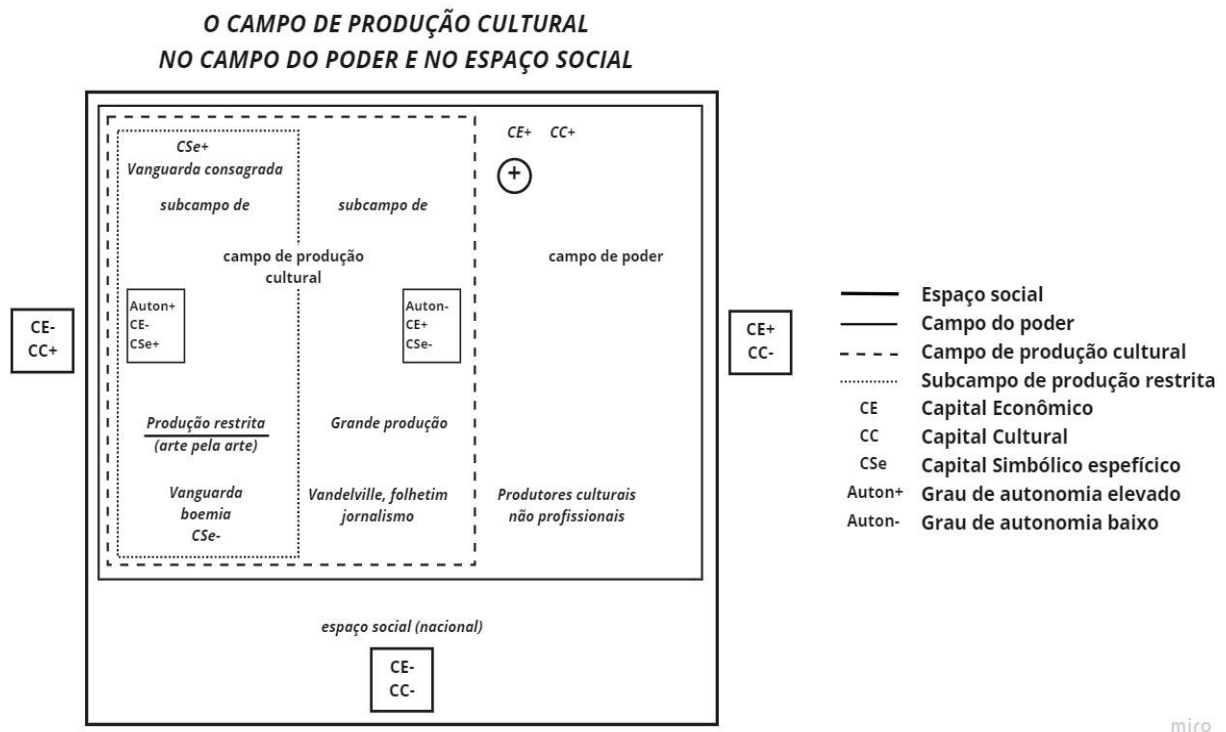 O CAMPO DE PRODUÇÃO CULTURAL
NO CAMPO DO PODER E NO ESPAÇO SOCIAL
CSe+
Vanguarda consagrada
subcampo de
subcampo de
CE+ CC+
+
campo de produção
cultural
campo de poder
CE-
CC+
Auton+
CE-
CSe+
Auton-
CE+
CSe-
CE+
CC-
Produção restrita
(arte pela arte)
Grande produção
Vanguarda
boemia
CSe-
Vandelville, folhetim
jornalismo
Produtores culturais
não profissionais
espaço social (nacional)
CE-
CC-
Espaço social
Campo do poder
Campo de produção cultural
Subcampo de produção restrita
CE Capital Econômico
CC Capital Cultural
CSe Capital Simbólico espefícico
Auton+ Grau de autonomia elevado
Auton- Grau de autonomia baixo
miro